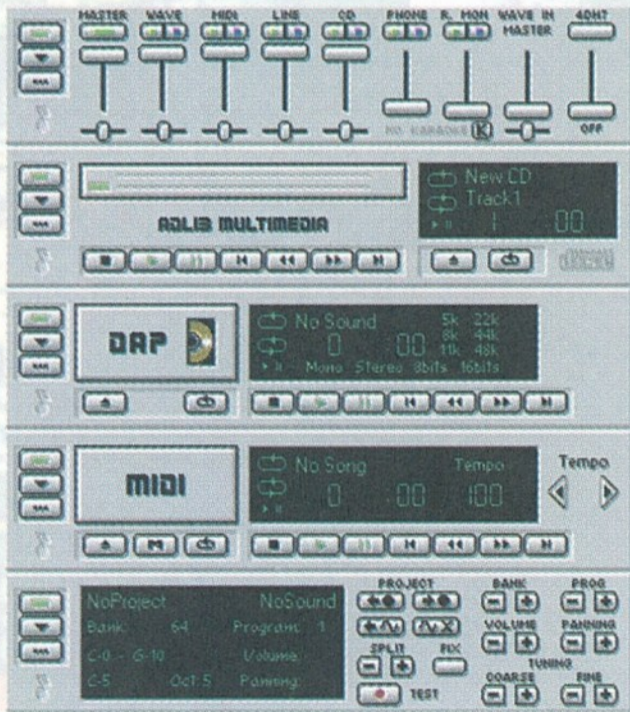 MASTER WAVE MIDI LINE CD PHONE R. MON WAVE IN MASTER
OFF
NO KARAOKE K
ADLIB MULTIMEDIA
New CD
Track1
1 00
DAP
No Sound
0 00
5k 22k
8k 44k
11k 48k
Mono Stereo 8bits 16bits
MIDI
No Song Tempo
0 00 100
Tempo
NoProject NoSound
Bank: 64 Program: 1
C-0 - G-10 Volume:
C-5 Oct:5 Panning:
PROJECT BANK PROG
VOLUME PANNING
SPLIT FIX
TUNING
COARSE FINE
TEST